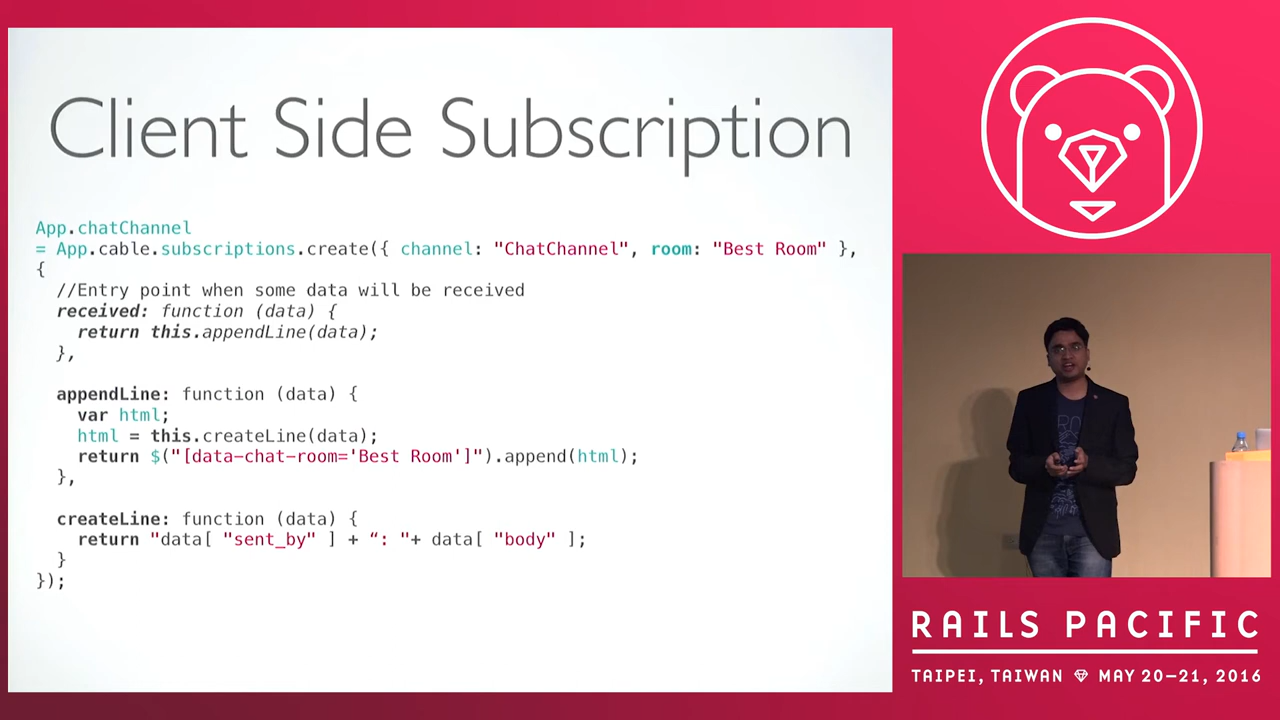 Client Side Subscription
App.chatChannel
= App.cable.subscriptions.create({ channel: "ChatChannel", room: "Best Room" },
{
//Entry point when some data will be received
received: function (data) {
return this.appendLine(data);
},
appendLine: function (data) {
var html;
html = this.createLine(data);
return $("[data-chat-room='Best Room']").append(html);
},
createLine: function (data) {
return "data[ "sent_by" ] + “: "+ data[ "body" ];
}
});
RAILS PACIFIC
TAIPEI, TAIWAN MAY 20–21, 2016